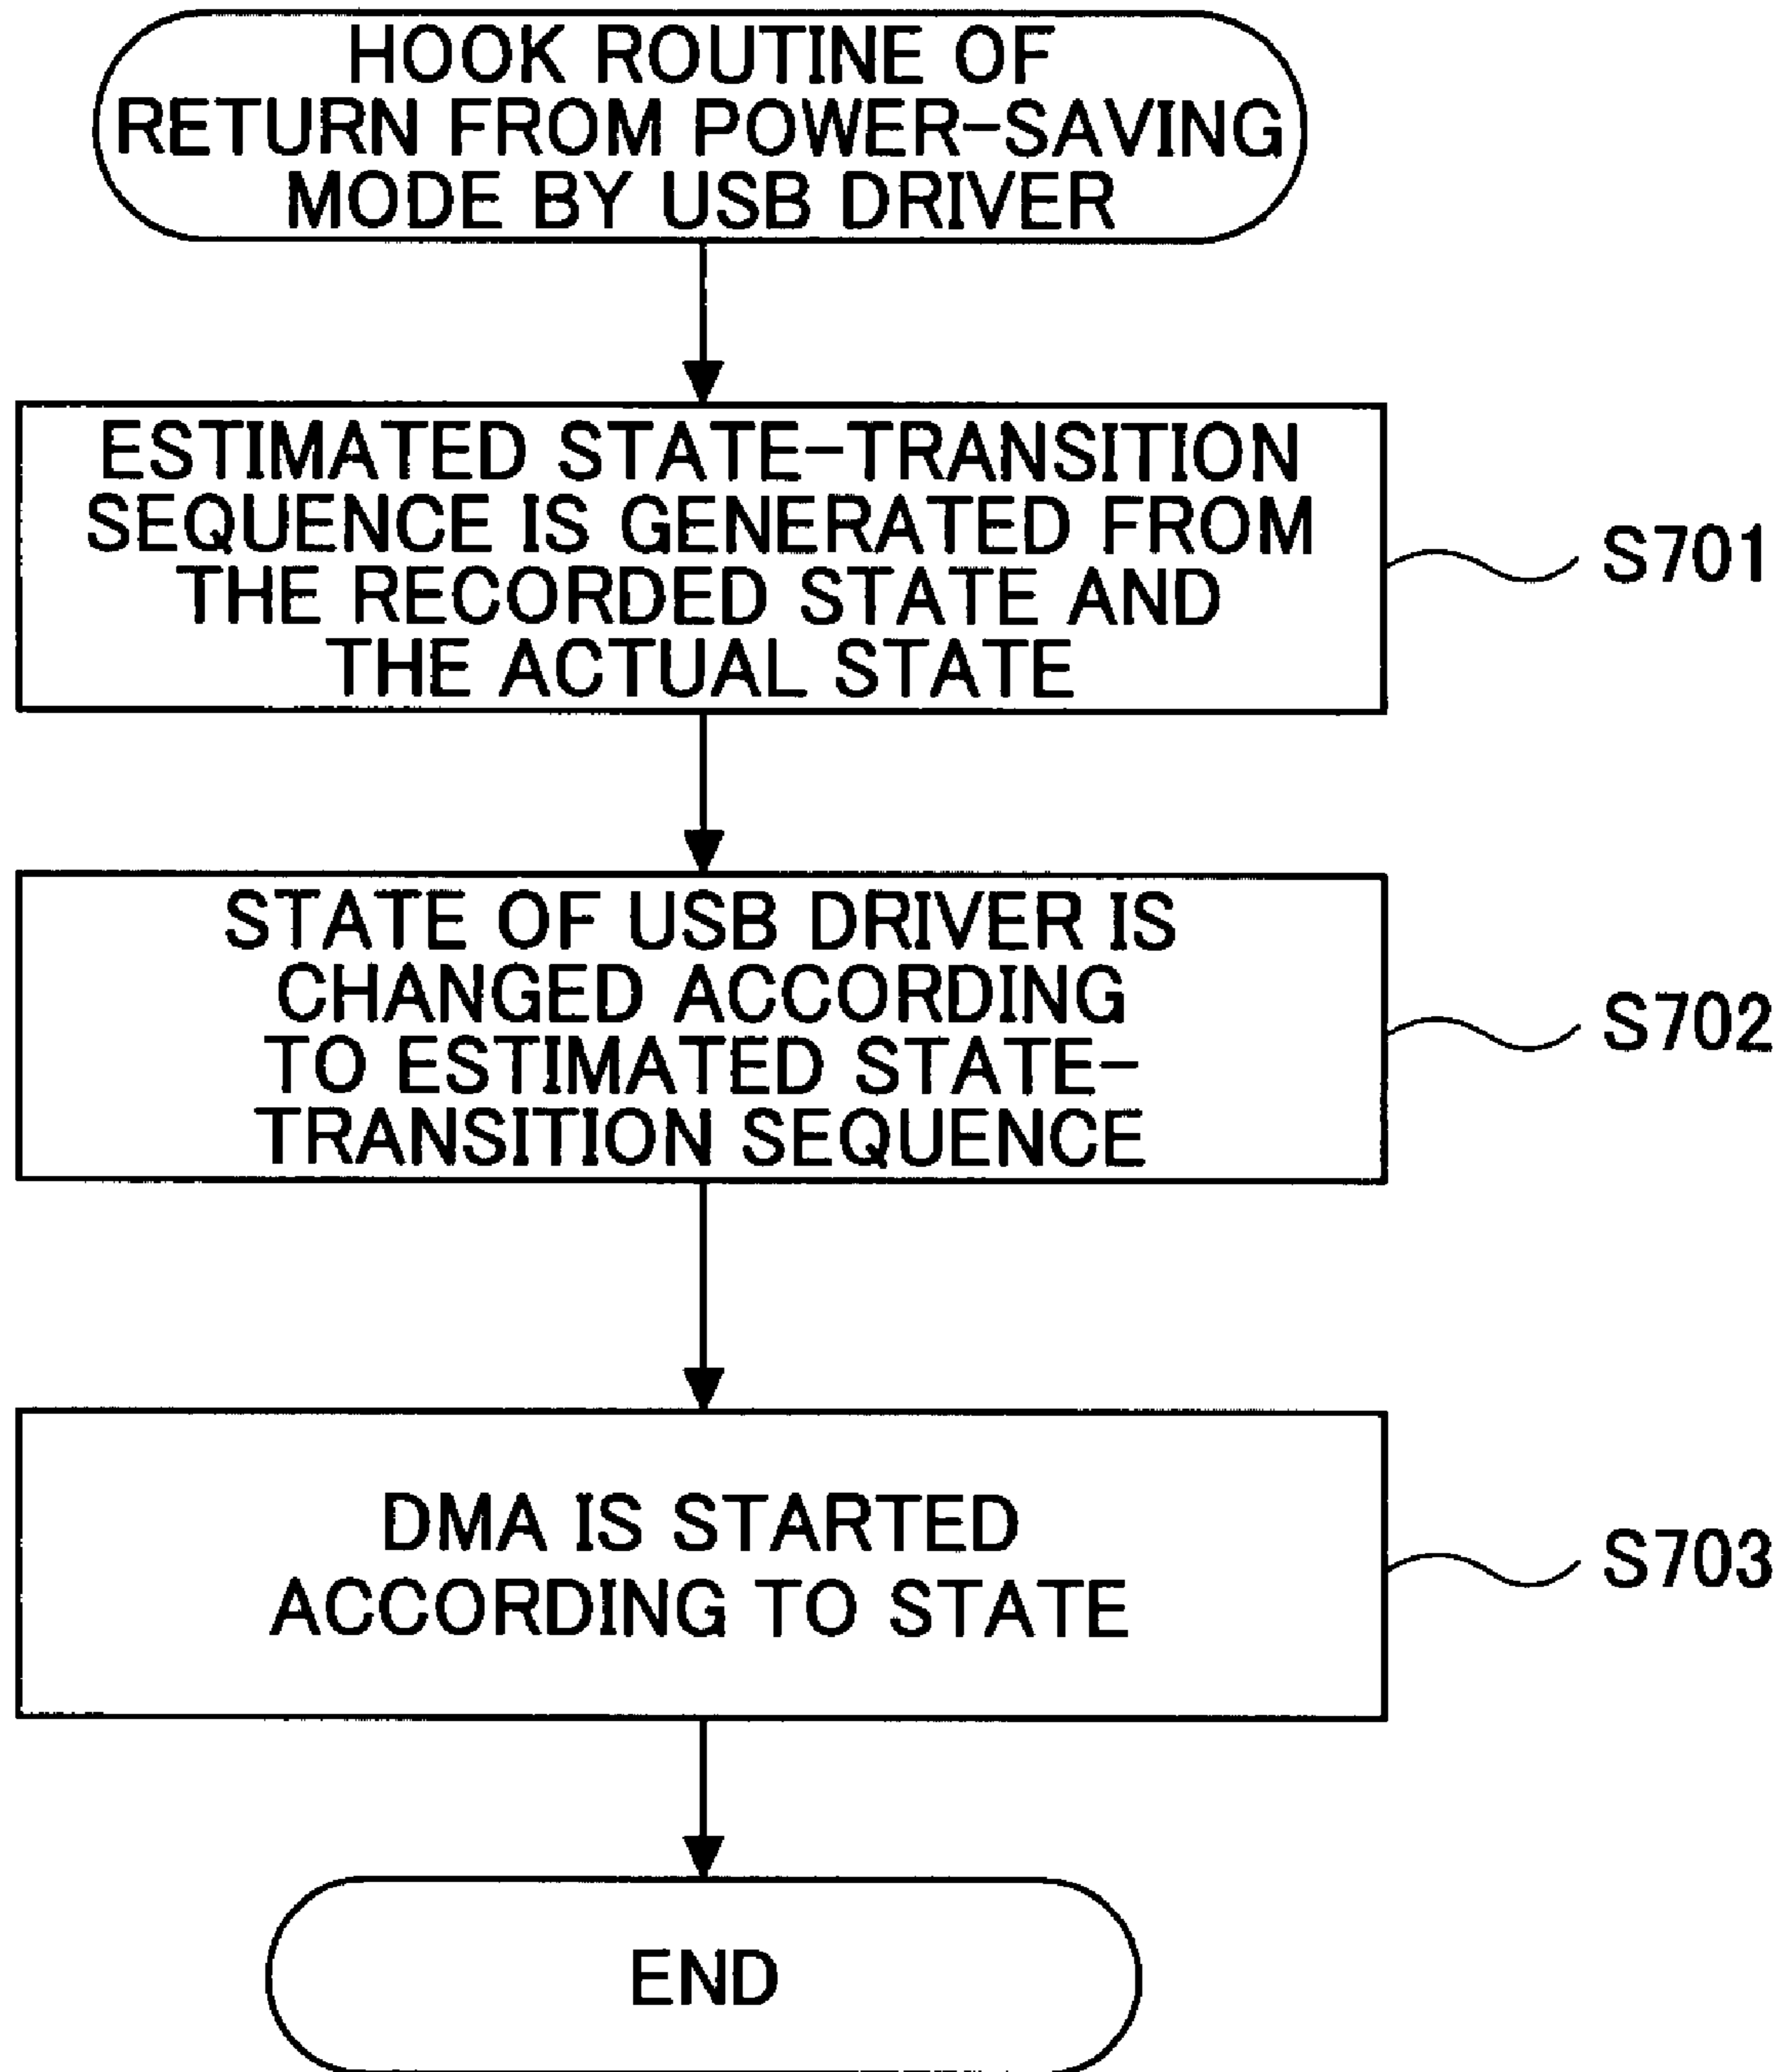 HOOK ROUTINE OF
RETURN FROM POWER-SAVING
MODE BY USB DRIVER
ESTIMATED STATE-TRANSITION
SEQUENCE IS GENERATED FROM
THE RECORDED STATE AND
THE ACTUAL STATE
S701
STATE OF USB DRIVER IS
CHANGED ACCORDING
TO ESTIMATED STATE-
TRANSITION SEQUENCE
S702
DMA IS STARTED
ACCORDING TO STATE
S703
END